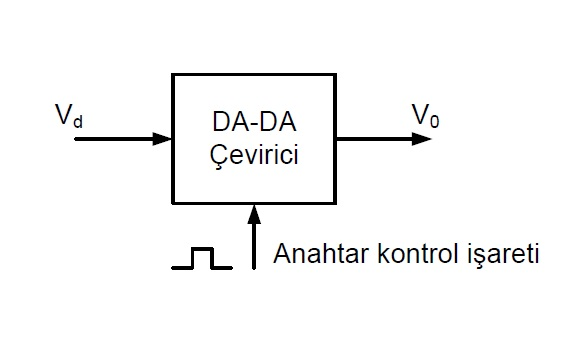 V_d
DA-DA
Çevirici
V_0
Anahtar kontrol işareti